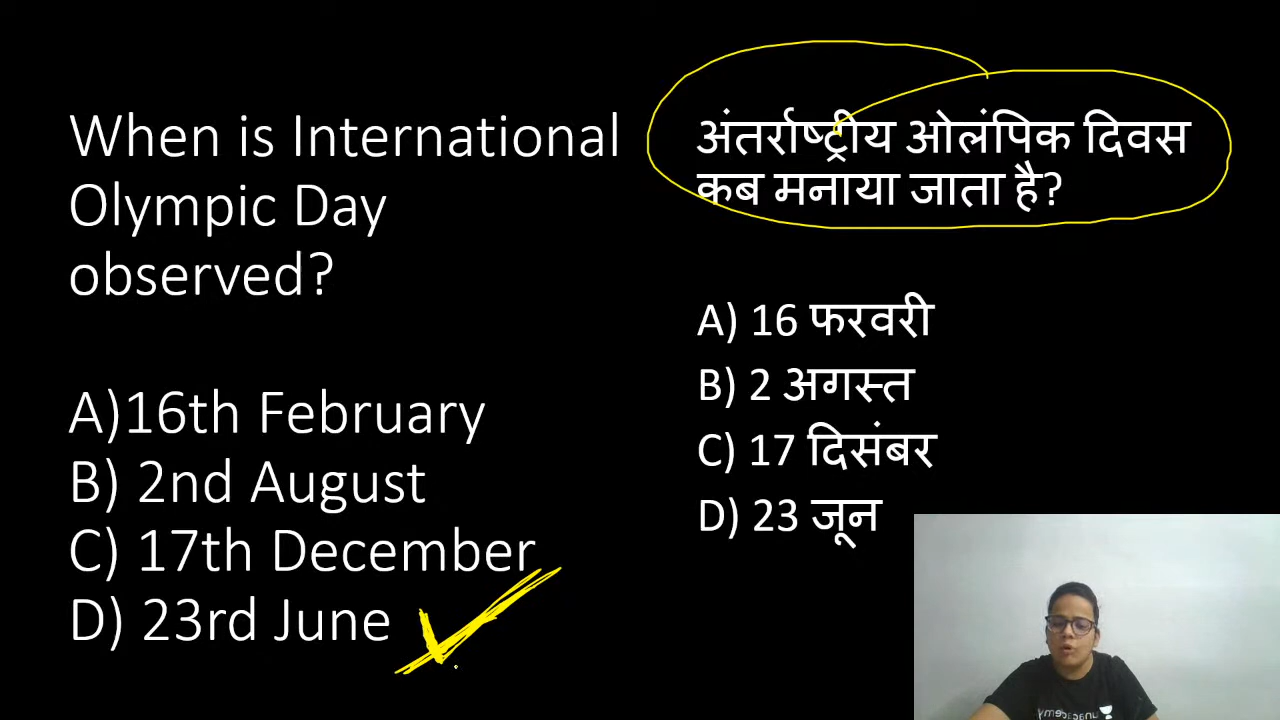 When is International
Olympic Day
observed?
A)16th February
B) 2nd August
C) 17th December
D) 23rd June
अंतर्राष्ट्रीय ओलंपिक दिवस
कब मनाया जाता है?
A) 16 फरवरी
B) 2 अगस्त
C) 17 दिसंबर
D) 23 जून
unacademy